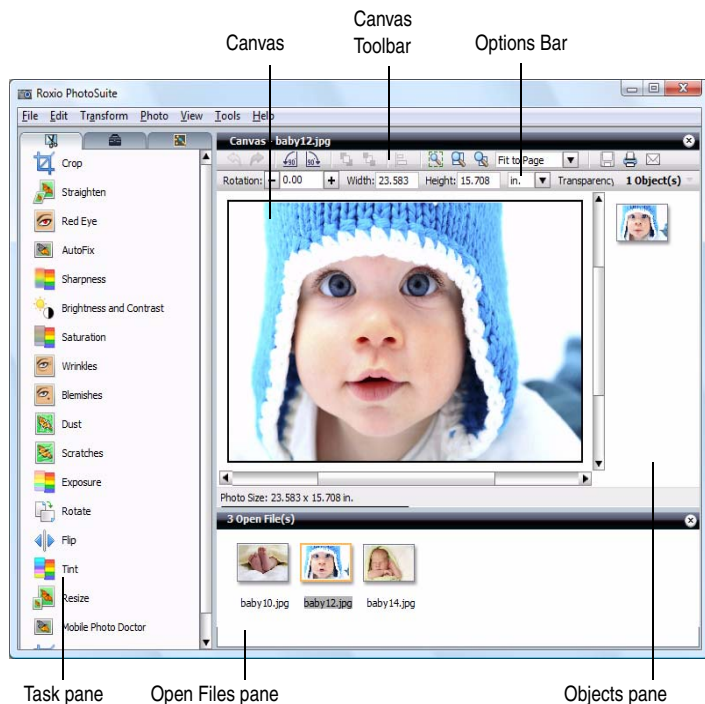 Canvas
Canvas
Toolbar
Options Bar
Roxio PhotoSuite
File Edit Transform Photo View Tools Help
Canvas - baby12.jpg
90 90 Fit to Page
Rotation: - 0.00 + Width: 23.583 Height: 15.708 in. Transparency 1 Object(s)
Crop
Straighten
Red Eye
AutoFix
Sharpness
Brightness and Contrast
Saturation
Wrinkles
Blemishes
Dust
Scratches
Exposure
Rotate
Flip
Tint
Resize
Mobile Photo Doctor
Photo Size: 23.583 x 15.708 in.
3 Open File(s)
baby10.jpg baby12.jpg baby14.jpg
Task pane
Open Files pane
Objects pane